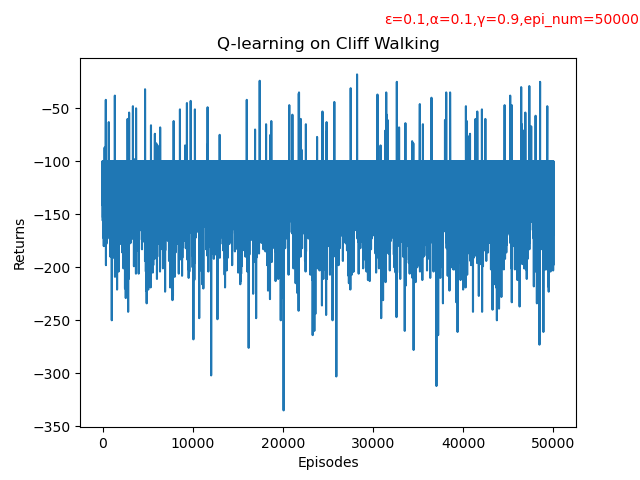 ε=0.1,α=0.1,γ=0.9,epi_num=50000
Q-learning on Cliff Walking
Returns
−50
−100
−150
−200
−250
−300
−350
0 10000 20000 30000 40000 50000
Episodes